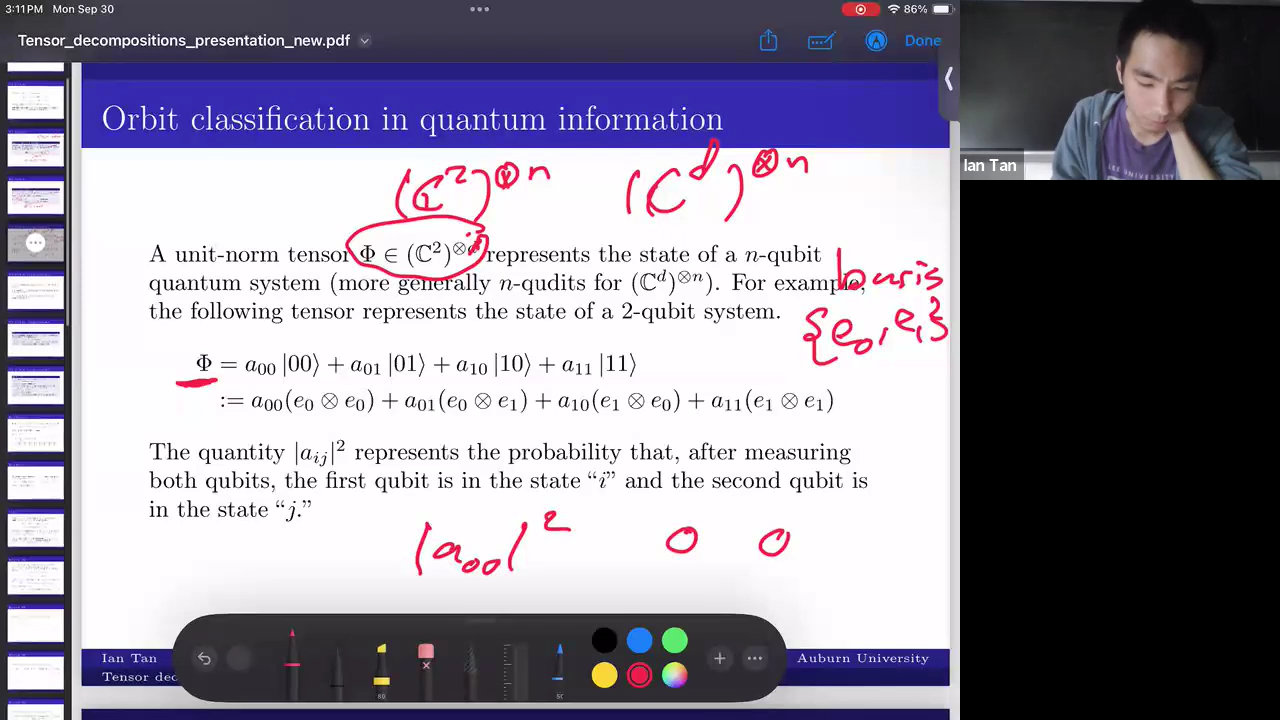 3:11PM Mon Sep 30
86%
Tensor_decompositions_presentation_new.pdf
Done
Orbit classification in quantum information
(ℂ²)^{⊗n} (ℂ^d)^{⊗n}
A unit-norm tensor Φ ∈ (ℂ²)^{⊗n} represents the state of a n-qubit
quantum system (more generally n-qudits for (ℂ^d)^{⊗n}). For example,
the following tensor represents the state of a 2-qubit system.
basis
{e₀, e₁}
Φ = a₀₀ |00⟩ + a₀₁ |01⟩ + a₁₀ |10⟩ + a₁₁ |11⟩
:= a₀₀(e₀ ⊗ e₀) + a₀₁(e₀ ⊗ e₁) + a₁₀(e₁ ⊗ e₀) + a₁₁(e₁ ⊗ e₁)
The quantity |a_{ij}|² represents the probability that, after measuring
both qubits, the first qubit is in the state “i” and the second qubit is
in the state “j.”
|a₀₀|² 0 0
Ian Tan
Auburn University
Tensor dec
Ian Tan